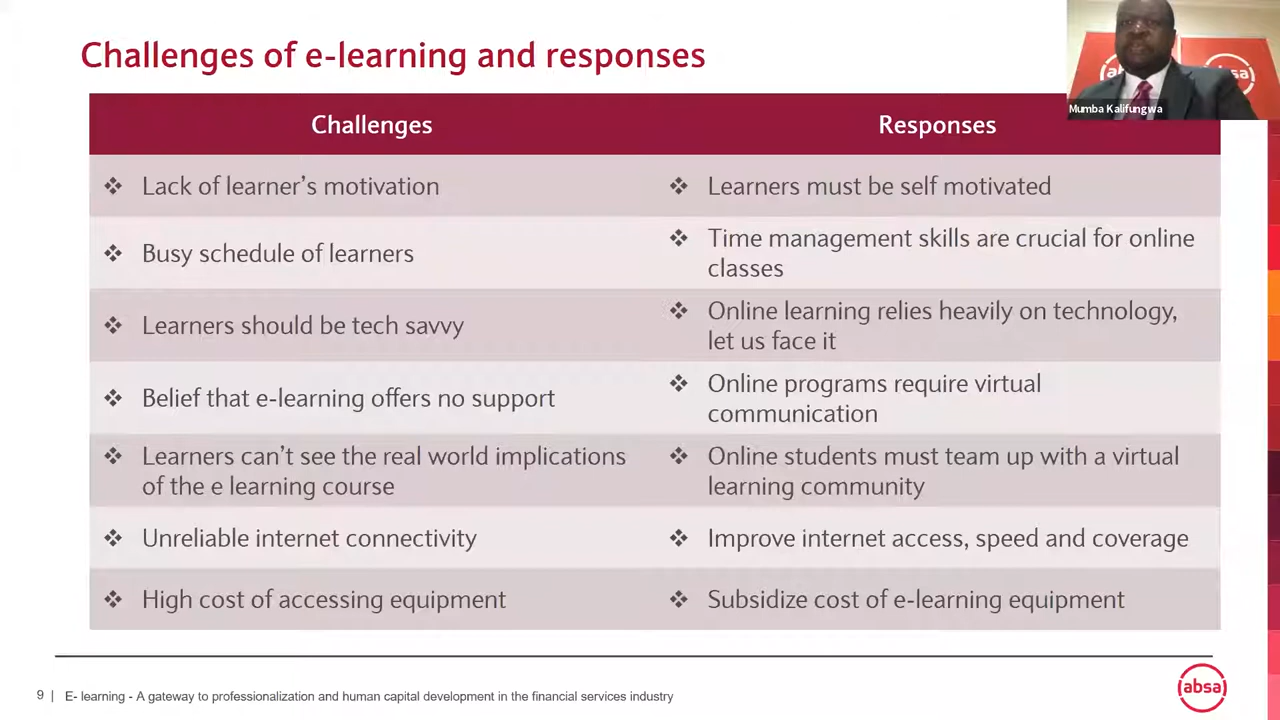 Challenges of e-learning and responses
absa
absa
Mumba Kalifungwa
Challenges
Responses
❖ Lack of learner’s motivation
❖ Learners must be self motivated
❖ Busy schedule of learners
❖ Time management skills are crucial for online
classes
❖ Learners should be tech savvy
❖ Online learning relies heavily on technology,
let us face it
❖ Belief that e-learning offers no support
❖ Online programs require virtual
communication
❖ Learners can’t see the real world implications
of the e learning course
❖ Online students must team up with a virtual
learning community
❖ Unreliable internet connectivity
❖ Improve internet access, speed and coverage
❖ High cost of accessing equipment
❖ Subsidize cost of e-learning equipment
9 | E- learning - A gateway to professionalization and human capital development in the financial services industry
absa